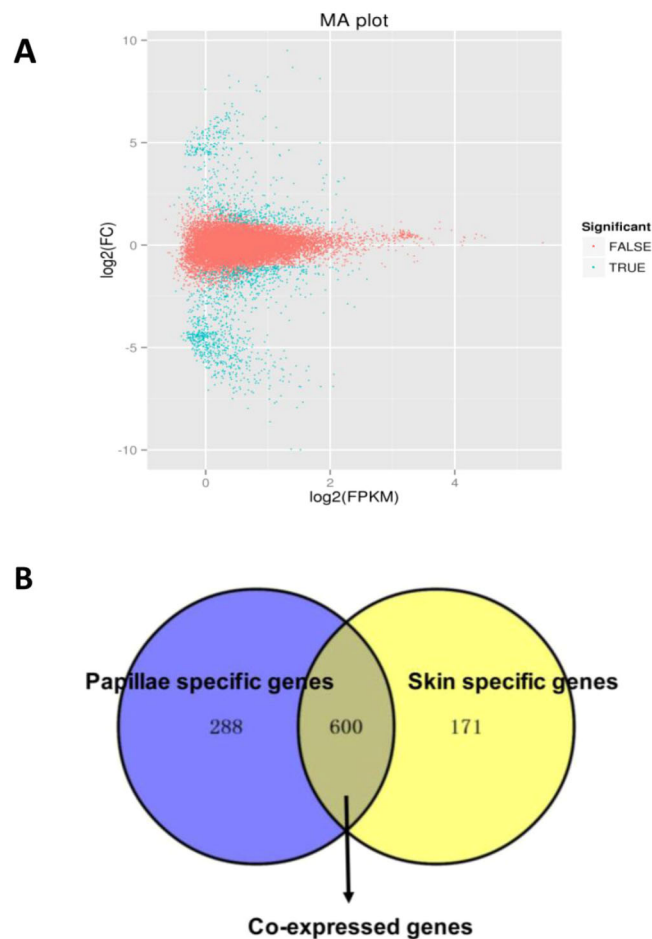 A
MA plot
10
5
0
-5
-10
log2(FC)
0
2
4
log2(FPKM)
Significant
FALSE
TRUE
B
Papillae specific genes
Skin specific genes
288
600
171
Co-expressed genes